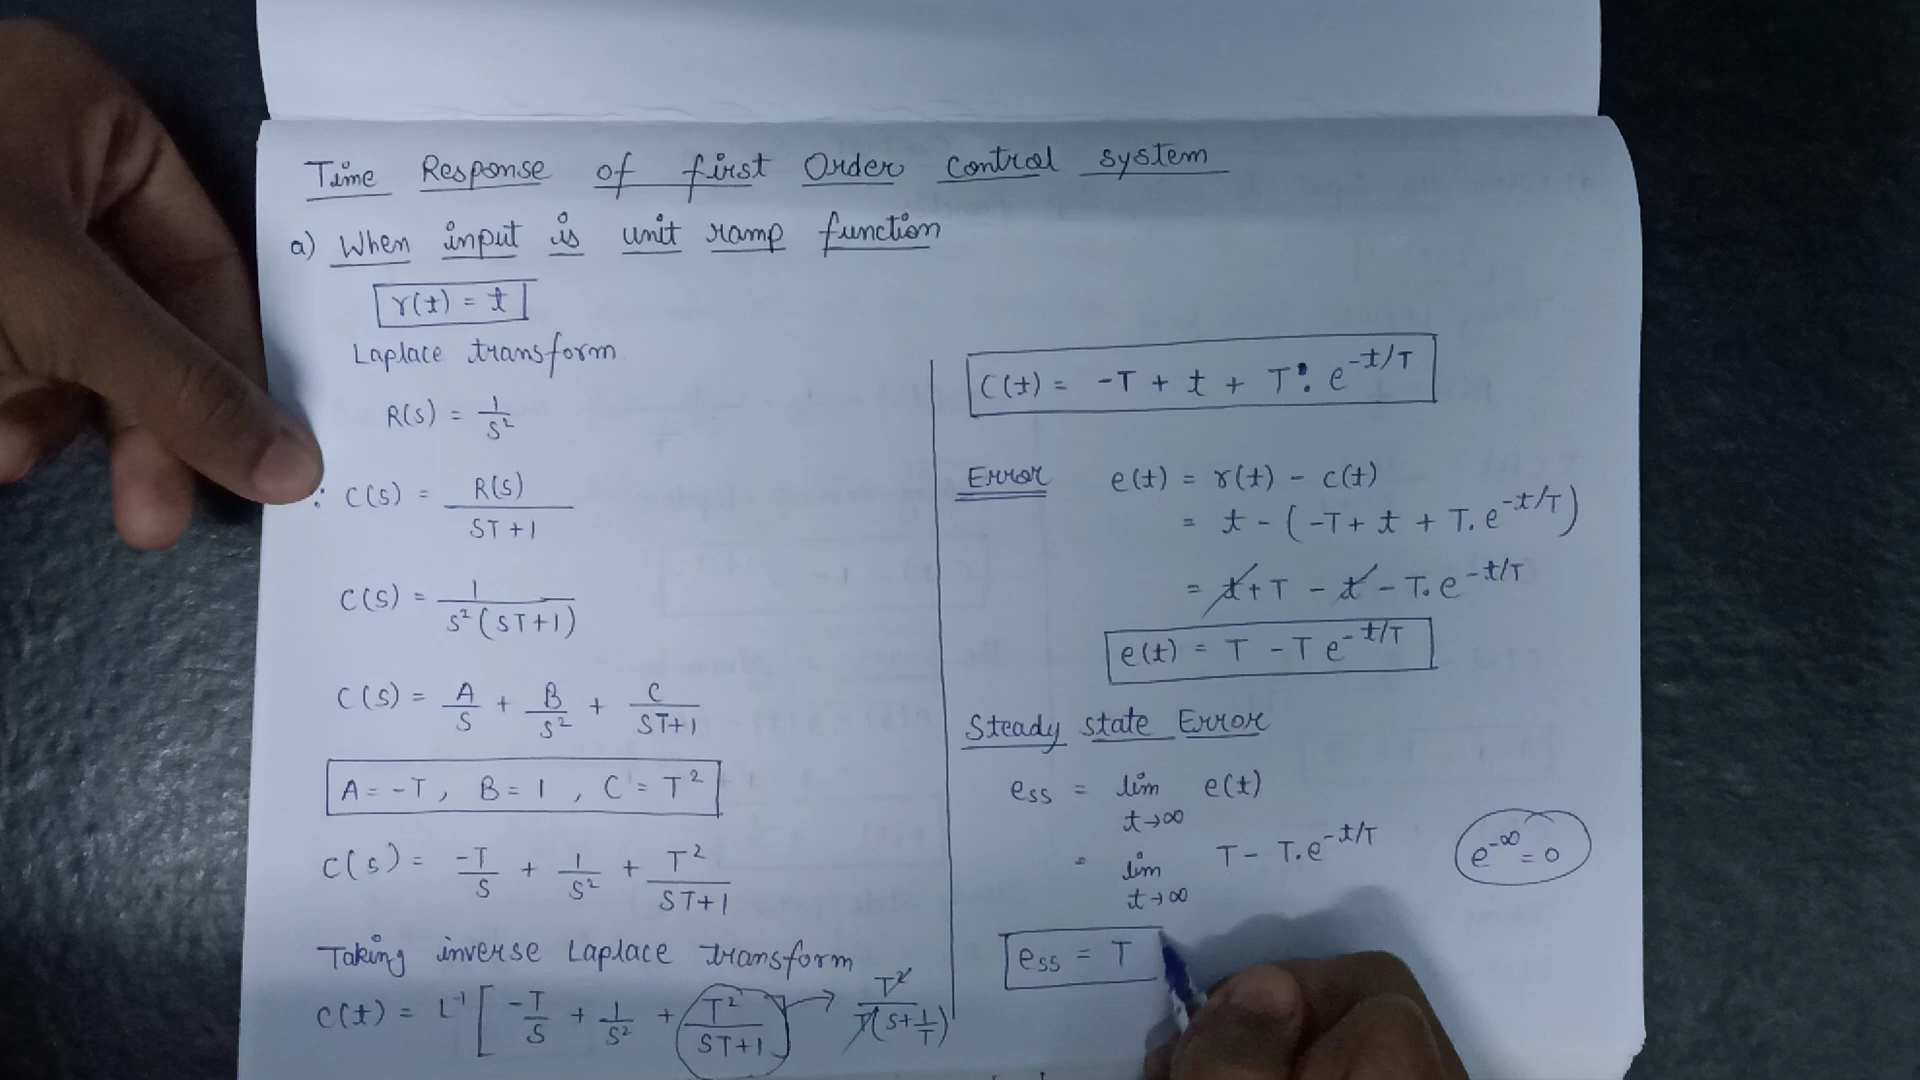 Time Response of first Order Control system
a) When input is unit ramp function
r(t) = t
Laplace transform
R(s) = 1/s²
∴ C(s) = R(s)/(ST+1)
C(s) = 1/(s²(ST+1))
C(s) = A/S + B/S² + C/(ST+1)
A = -T, B = 1, C = T²
C(s) = -T/S + 1/S² + T²/(ST+1)
Taking inverse Laplace transform
C(t) = L⁻¹ [ -T/S + 1/S² + T²/(ST+1) → T²/(T(S+1/T))
C(t) = -T + t + T. e^(-t/T)
Error e(t) = r(t) - c(t)
= t - (-T + t + T. e^(-t/T))
= t + T - t - T. e^(-t/T)
e(t) = T - T e^(-t/T)
Steady state Error
ess = lim t→∞ e(t)
= lim t→∞ T - T. e^(-t/T)
e^(-∞) = 0
ess = T